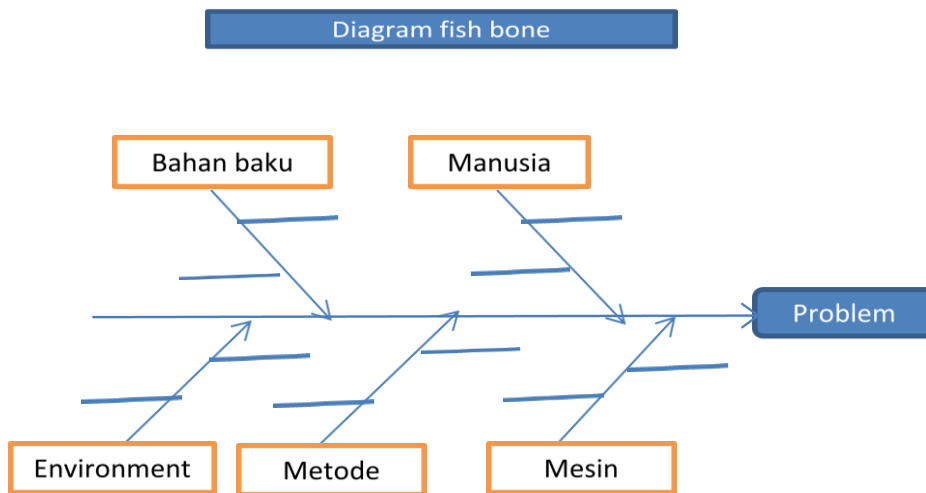 Diagram fish bone
Bahan baku
Manusia
Problem
Environment
Metode
Mesin